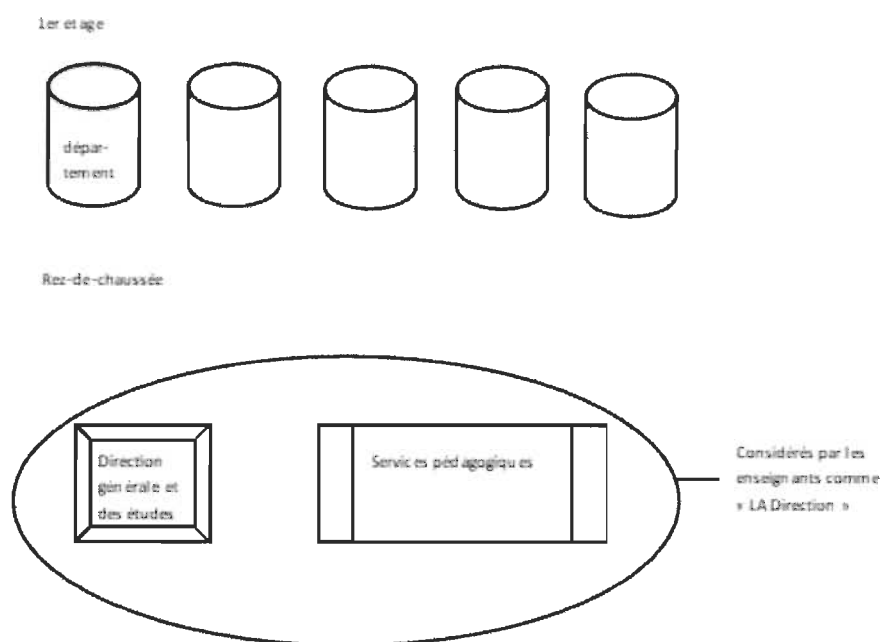 1er etage
dépar-
tement
Rez-de-chaussée
Direction
générale et
des études
Services pédagogiques
Considérés par les
enseignants comme
« LA Direction »